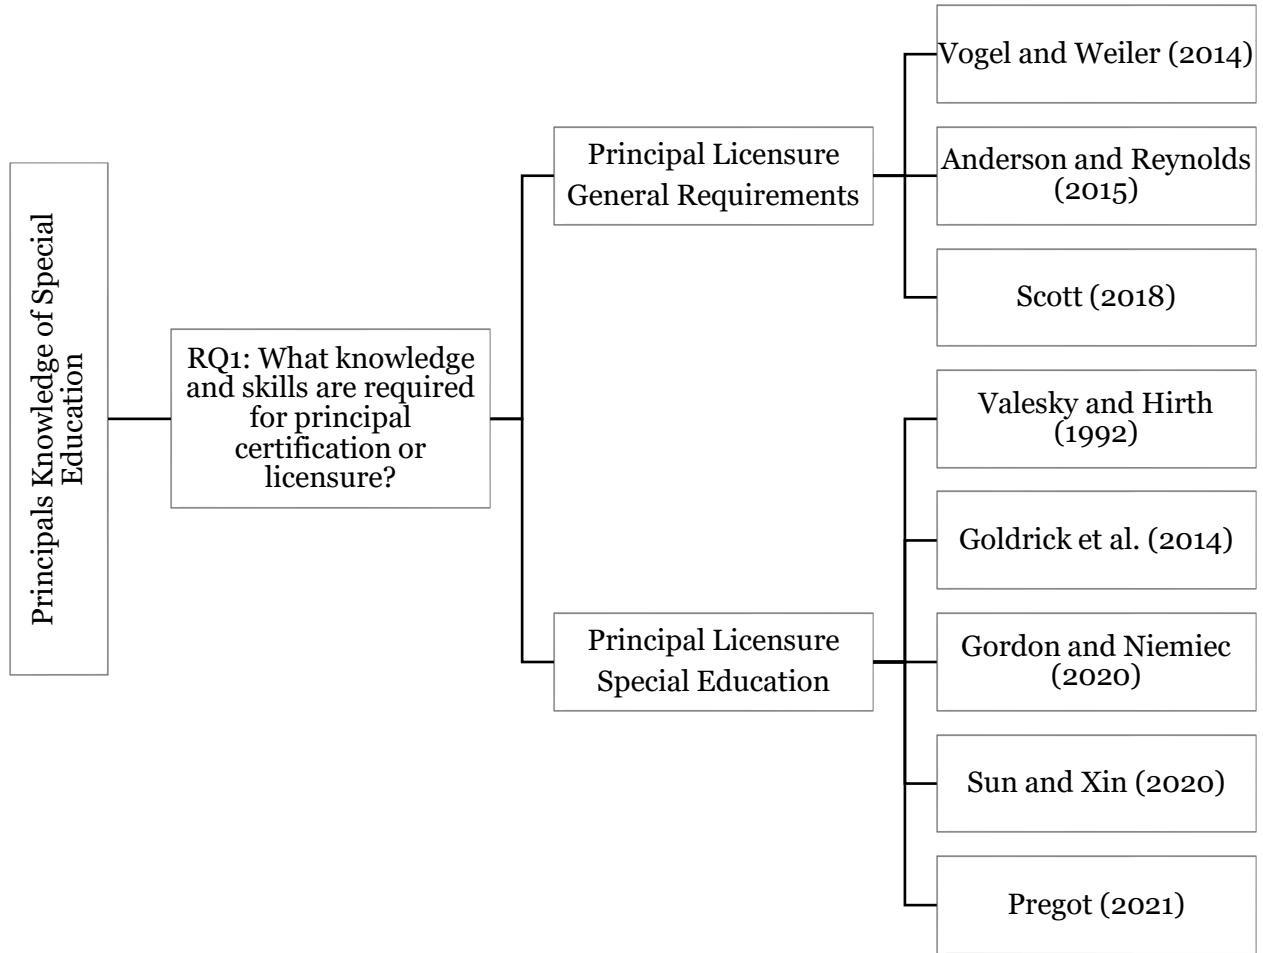 Principals Knowledge of Special
Education
RQ1: What knowledge
and skills are required
for principal
certification or
licensure?
Principal Licensure
General Requirements
Vogel and Weiler (2014)
Anderson and Reynolds
(2015)
Scott (2018)
Principal Licensure
Special Education
Valesky and Hirth
(1992)
Goldrick et al. (2014)
Gordon and Niemiec
(2020)
Sun and Xin (2020)
Pregot (2021)